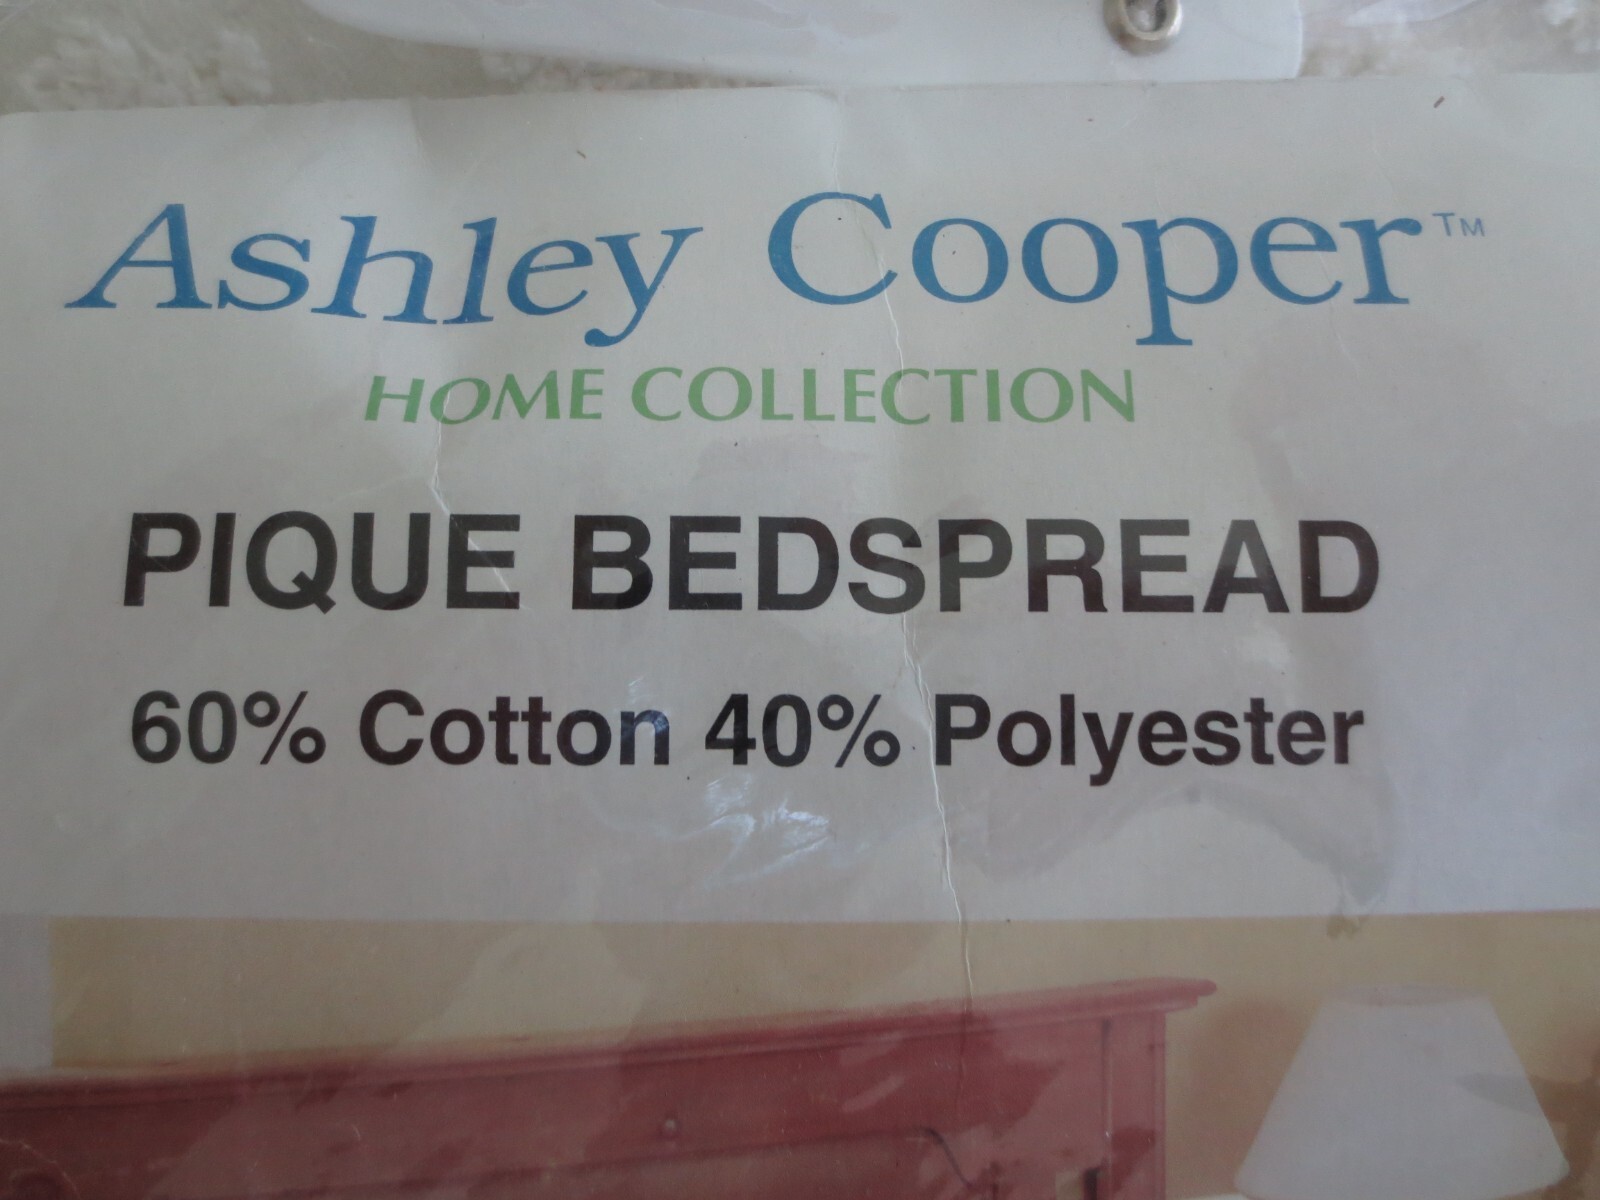 Ashley Cooper™
HOME COLLECTION
PIQUE BEDSPREAD
60% Cotton 40% Polyester